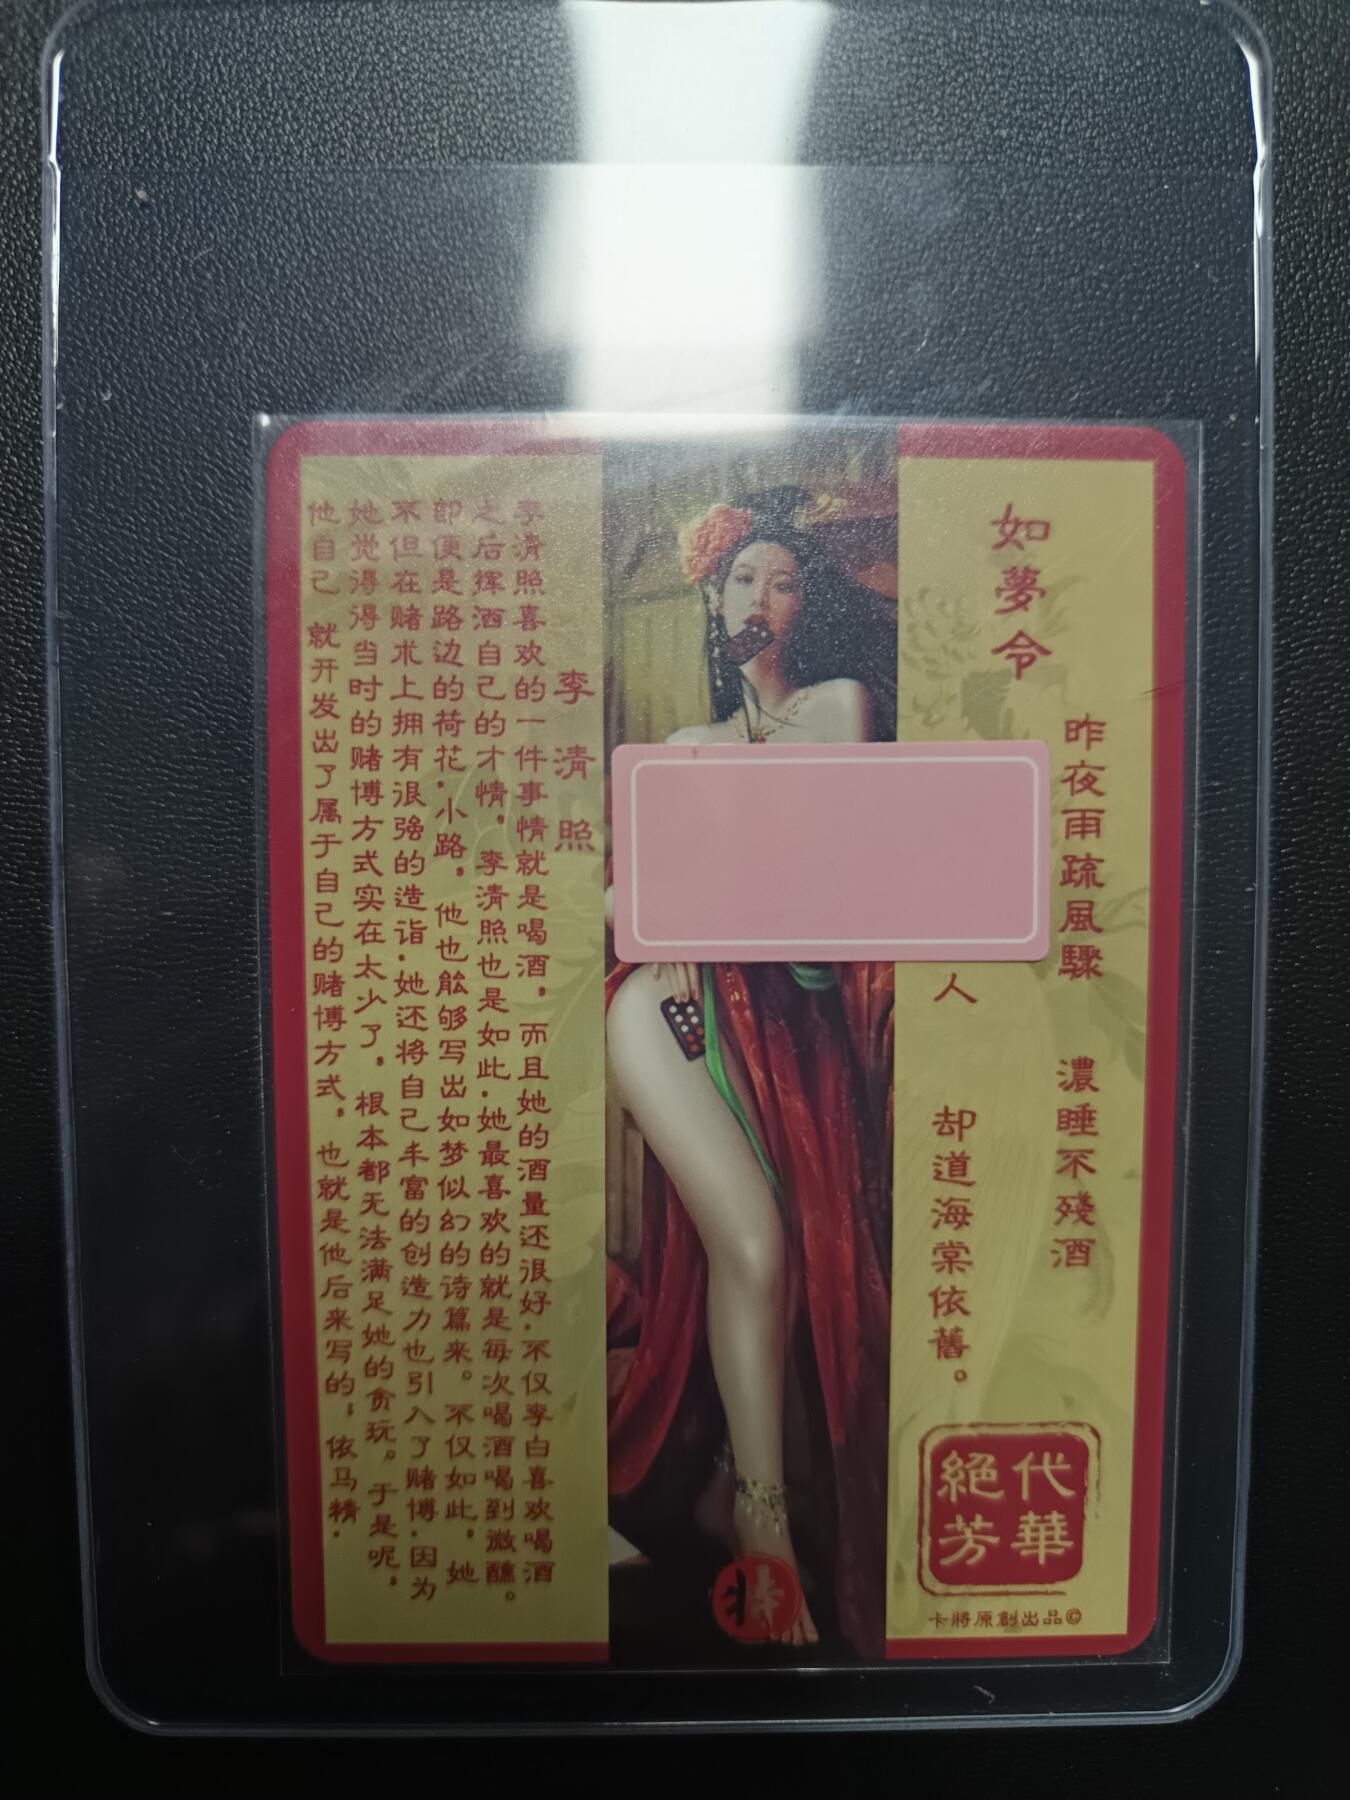 如夢令
昨夜雨疏風驟 濃睡不殘酒
人 却道海棠依舊。
絕代
芳華
卡將原創出品©
特
李清照
李清照喜欢的一件事情就是喝酒，而且她的酒量还很好.不仅李白喜欢喝酒
之后挥洒自己的才情，李清照也是如此.她最喜欢的就是每次喝酒喝到微醺。
即便是路边的荷花.小路，他也能够写出如梦似幻的诗篇来。不仅如此，她
不但在赌术上拥有很强的造诣.她还将自己丰富的创造力也引入了赌博.因为
她觉得得当时的赌博方式实在太少了，根本都无法满足她的贪玩。于是呢，
他自己 就开发出了属于自己的赌博方式，也就是他后来写的；依马精.